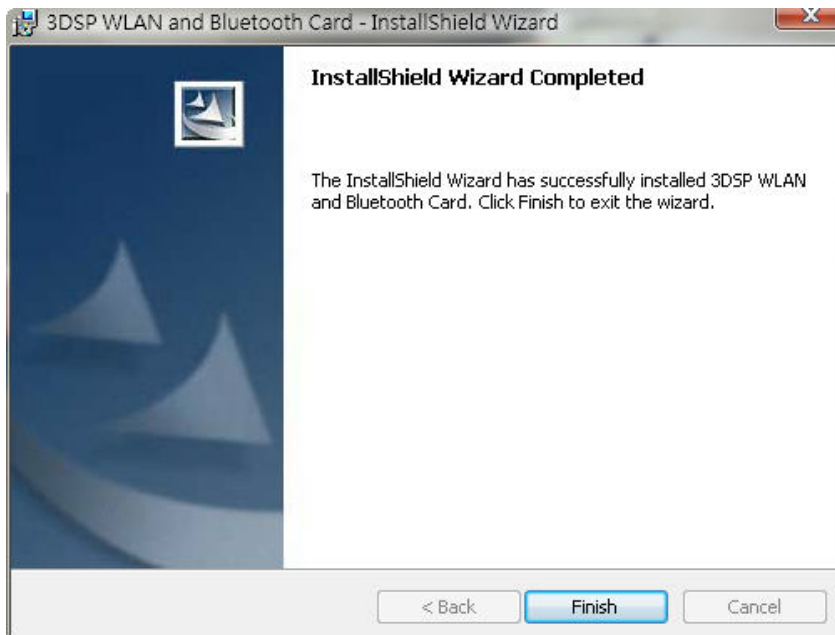 3DSP WLAN and Bluetooth Card - InstallShield Wizard
InstallShield Wizard Completed
The InstallShield Wizard has successfully installed 3DSP WLAN
and Bluetooth Card. Click Finish to exit the wizard.
< Back
Finish
Cancel